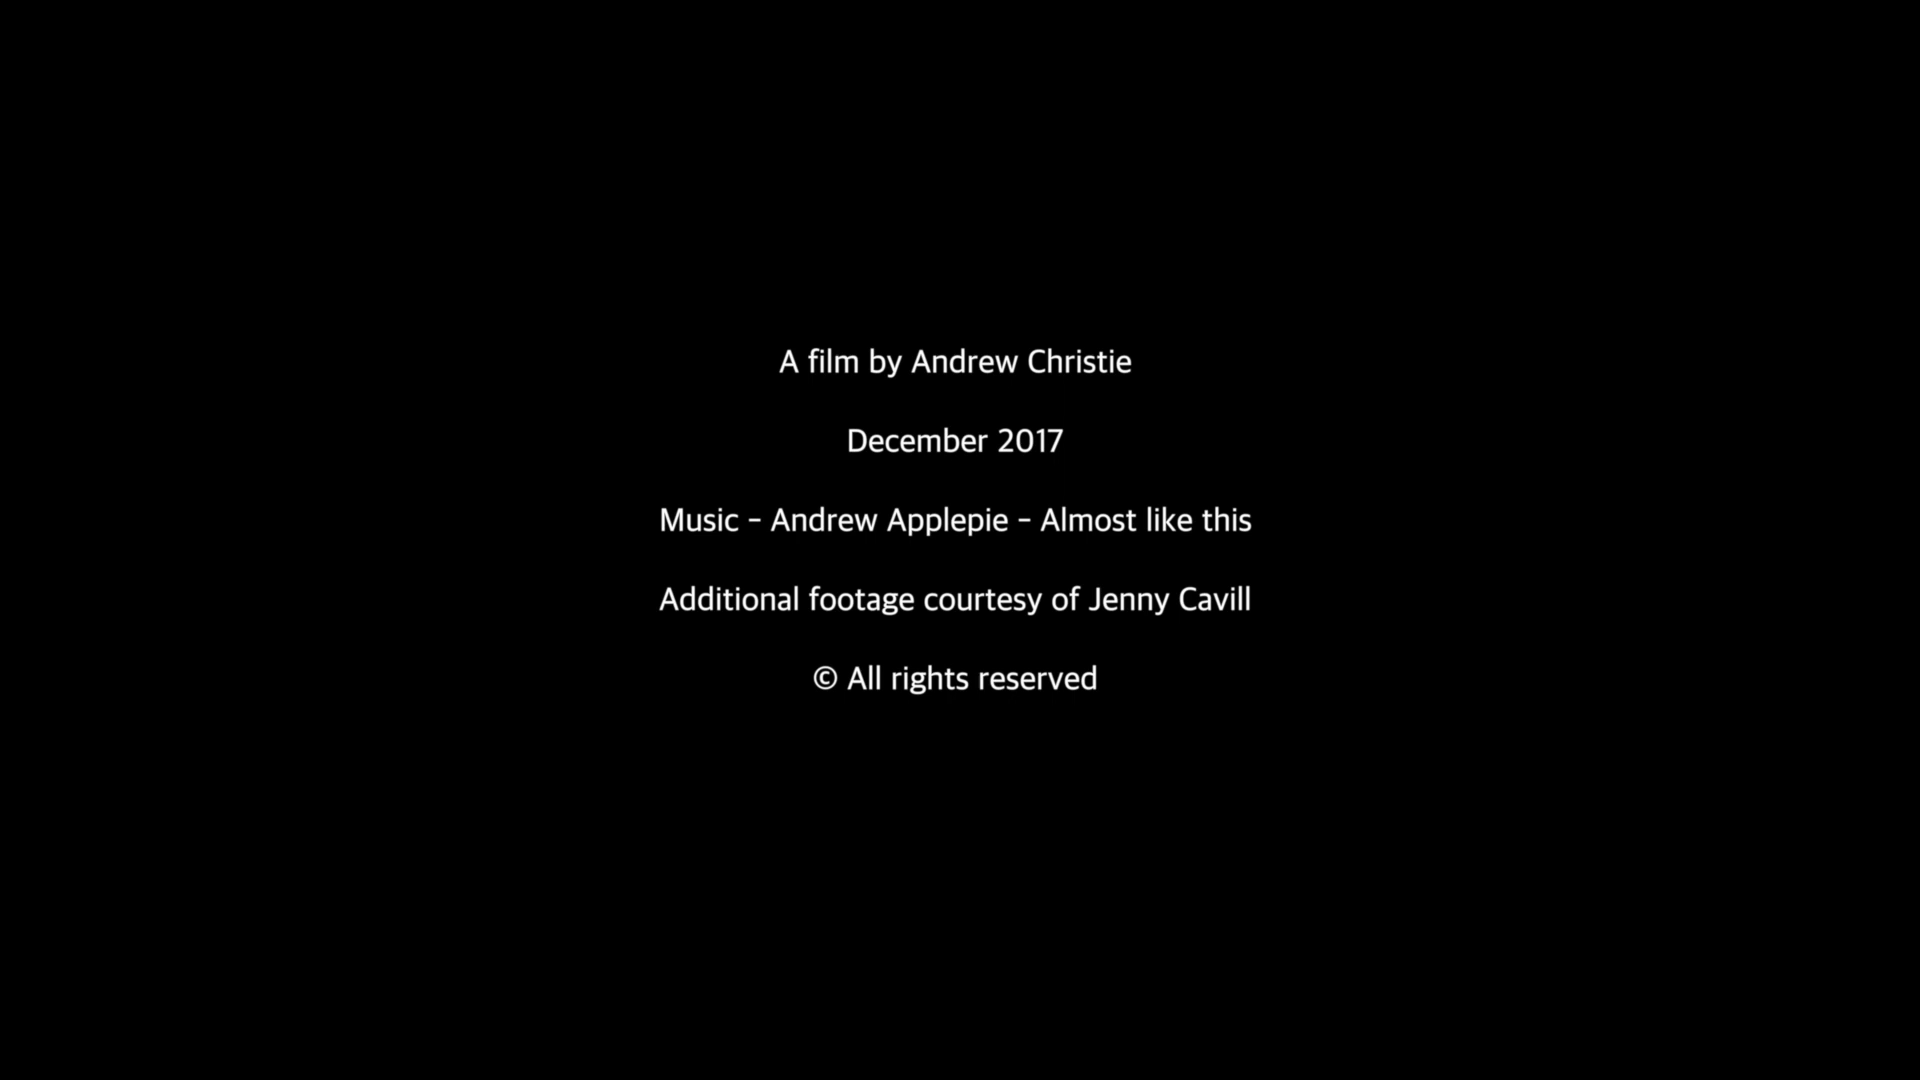 A film by Andrew Christie
December 2017
Music - Andrew Applepie - Almost like this
Additional footage courtesy of Jenny Cavill
© All rights reserved